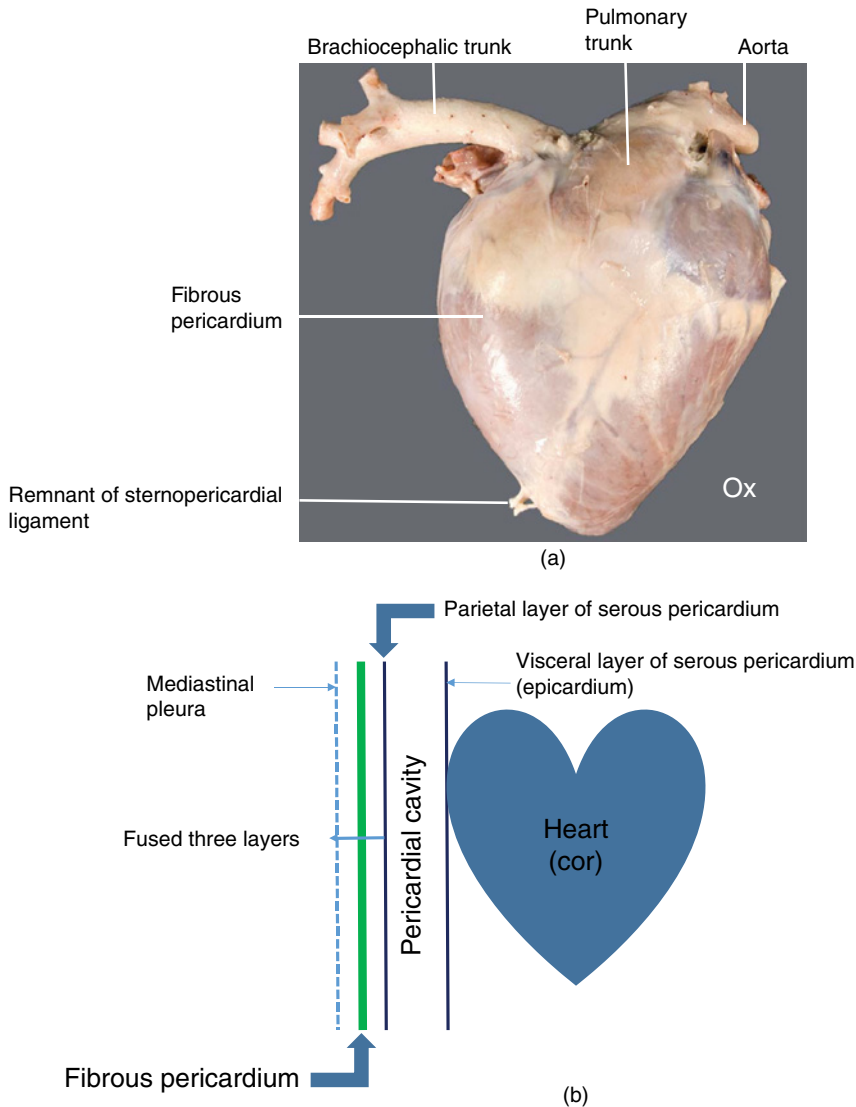 Brachiocephalic trunk
Pulmonary
trunk
Aorta
Fibrous
pericardium
Remnant of sternopericardial
ligament
Ox
(a)
Parietal layer of serous pericardium
Mediastinal
pleura
Visceral layer of serous pericardium
(epicardium)
Pericardial cavity
Fused three layers
Heart
(cor)
Fibrous pericardium
(b)